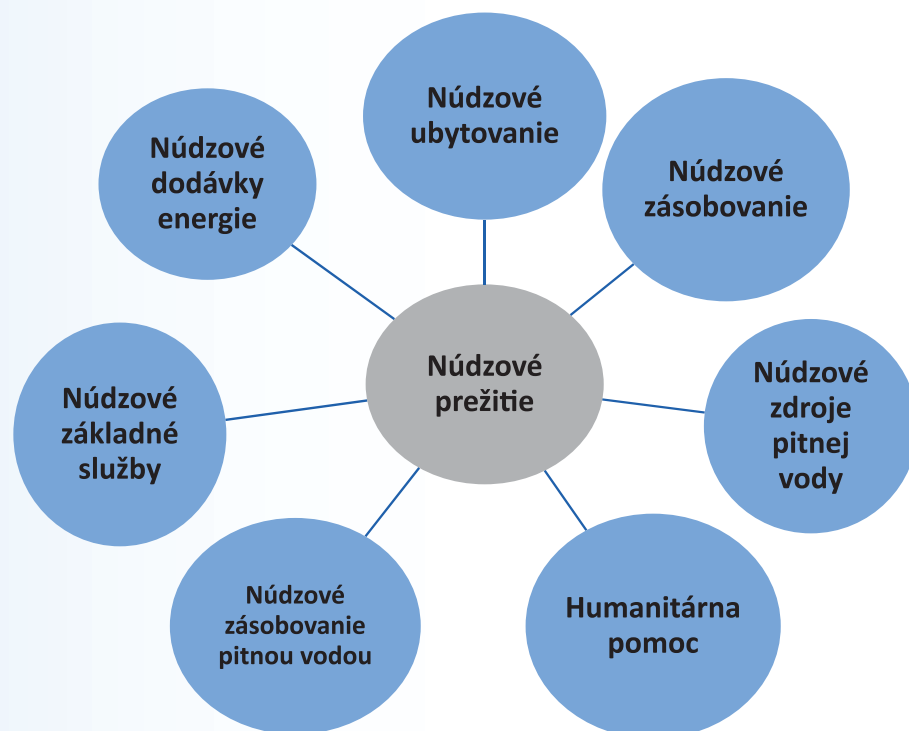 Núdzové
ubytovanie
Núdzové
dodávky
energie
Núdzové
zásobovanie
Núdzové
prežitie
Núdzové
zdroje
pitnej
vody
Núdzové
základné
služby
Núdzové
zásobovanie
pitnou vodou
Humanitárna
pomoc